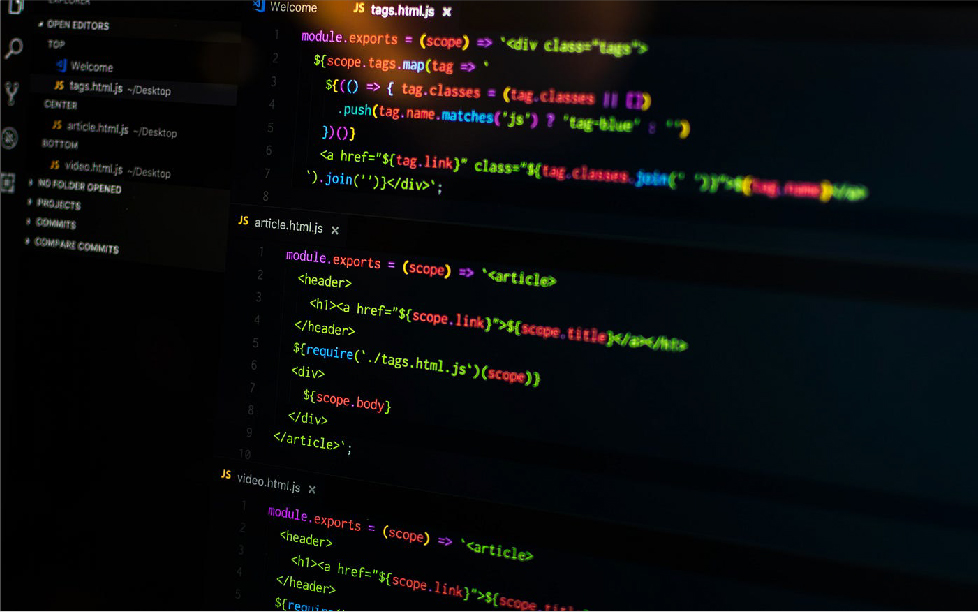 EXPLORER
OPEN EDITORS
TOP
Welcome
JS tags.html.js ~/Desktop
CENTER
JS article.html.js ~/Desktop
BOTTOM
JS video.html.js ~/Desktop
NO FOLDER OPENED
PROJECTS
COMMITS
COMPARE COMMITS
Welcome JS tags.html.js ×
1 module.exports = (scope) => `<div class="tags">
2 ${scope.tags.map(tag => `
3 ${(() => { tag.classes = (tag.classes || [])
4 .push(tag.name.matches('js') ? 'tag-blue' : '')
5 })()}
6 <a href="${tag.link}" class="${tag.classes.join(' ')}">${tag.name}</a>
7 `).join('')}</div>`;
8
JS article.html.js ×
1 module.exports = (scope) => `<article>
2 <header>
3 <h1><a href="${scope.link}">${scope.title}</a></h1>
4 </header>
5 ${require('./tags.html.js')(scope)}
6 <div>
7 ${scope.body}
8 </div>
9 </article>`;
10
JS video.html.js ×
1 module.exports = (scope) => `<article>
2 <header>
3 <h1><a href="${scope.link}">${scope.title
4 </header>
5 ${require(